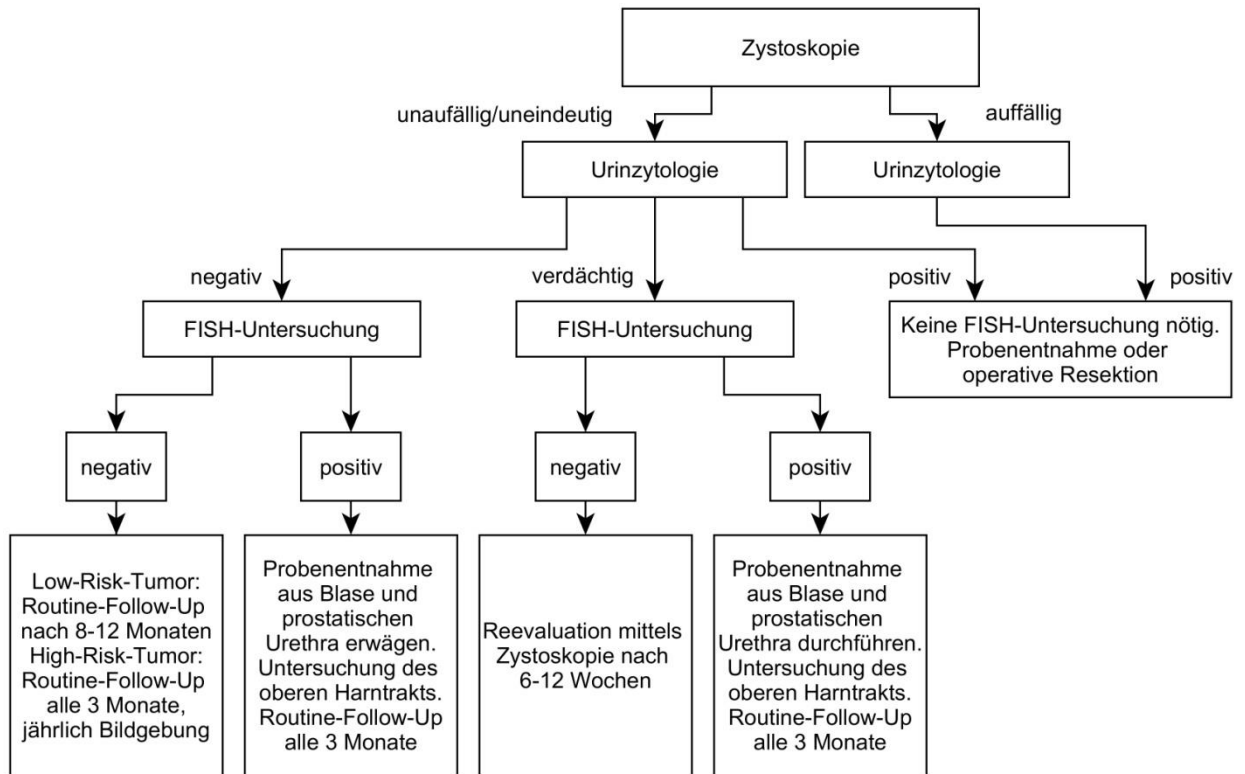 Zystoskopie
unaufällig/uneindeutig
auffällig
Urinzytologie
Urinzytologie
negativ
verdächtig
positiv
positiv
FISH-Untersuchung
FISH-Untersuchung
Keine FISH-Untersuchung nötig.
Probenentnahme oder
operative Resektion
negativ
positiv
negativ
positiv
Low-Risk-Tumor:
Routine-Follow-Up
nach 8-12 Monaten
High-Risk-Tumor:
Routine-Follow-Up
alle 3 Monate,
jährlich Bildgebung
Probenentnahme
aus Blase und
prostatischen
Urethra erwägen.
Untersuchung des
oberen Harntrakts.
Routine-Follow-Up
alle 3 Monate
Reevaluation mittels
Zystoskopie nach
6-12 Wochen
Probenentnahme
aus Blase und
prostatischen
Urethra durchführen.
Untersuchung des
oberen Harntrakts.
Routine-Follow-Up
alle 3 Monate